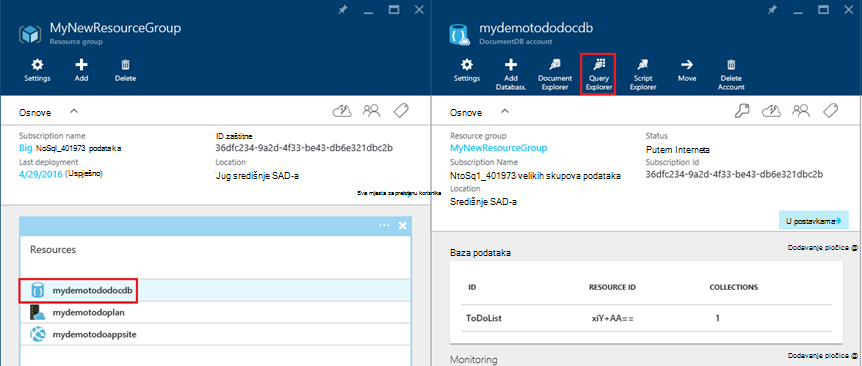 MyNewResourceGroup
Resource group
Settings
Add
Delete
Osnove
Subscription name
Big NoSql_401973 podataka
ID zaštitne
36dfc234-9a2d-4f33-be43-db6e321dbc2b
Last deployment
4/29/2016 (Uspješno)
Location
Jug središnje SAD-a
Sva mjesta za pretanu korisnika
Resources
mydemotododocdb
mydemotodoplan
mydemotodoappsite
mydemotododocdb
DocumentDB account
Settings
Add Databas.
Document Explorer
Query Explorer
Script Explorer
Move
Delete Account
Osnove
Resource group
MyNewResourceGroup
Status
Putem Interneta
Subscription Name
NtoSq1_401973 velikih skupova podataka
Subscription Id
36dfc234-9a2d-4f33-be43-db6e321dbc2b
Location
Središnje SAD-a
U postavkama
Dodavanje pločica
Baza podataka
ID RESOURCE ID COLLECTIONS
ToDoList xiY+AA== 1
Monitoring
Dodavanje pločica